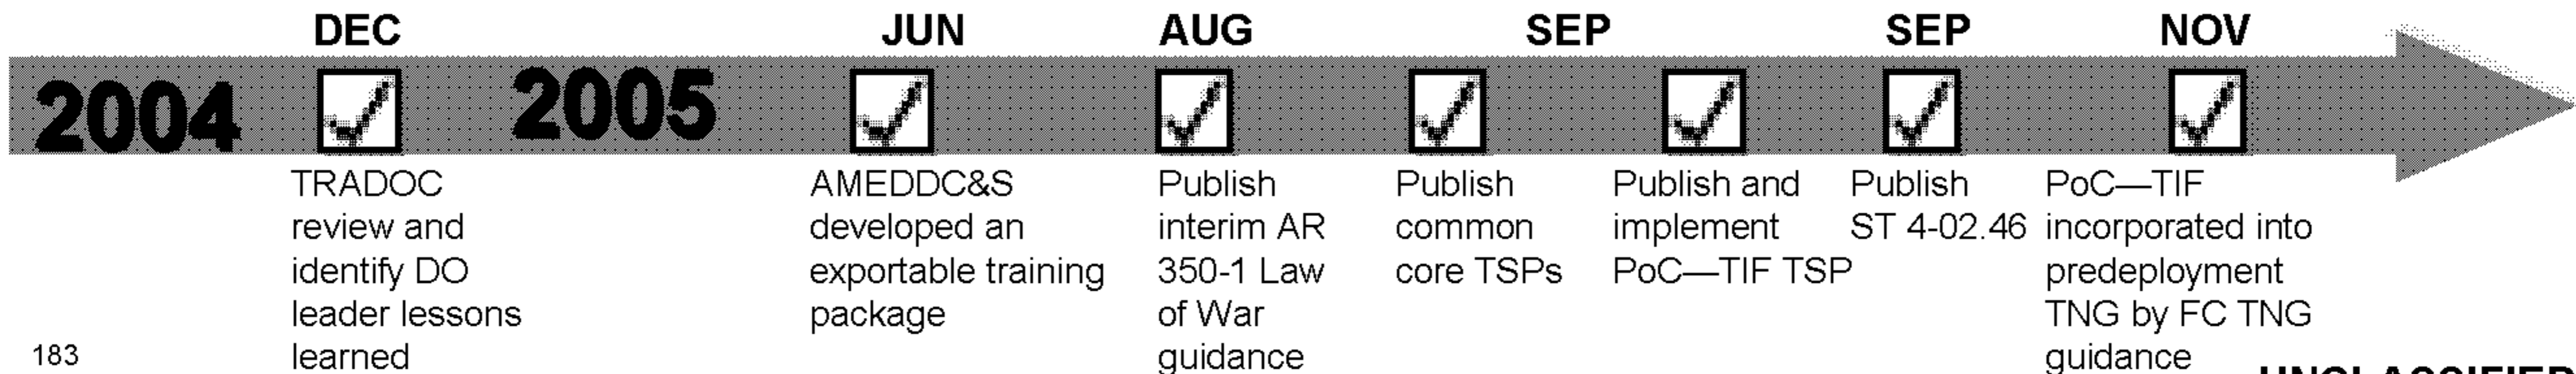 DEC
JUN
AUG
SEP
SEP
NOV
2004
2005
TRADOC
review and
identify DO
leader lessons
learned
AMEDDC&S
developed an
exportable training
package
Publish
interim AR
350-1 Law
of War
guidance
Publish
common
core TSPs
Publish and
implement
PoC—TIF TSP
Publish
ST 4-02.46
PoC—TIF
incorporated into
predeployment
TNG by FC TNG
guidance
183
UNCLASSIFIED